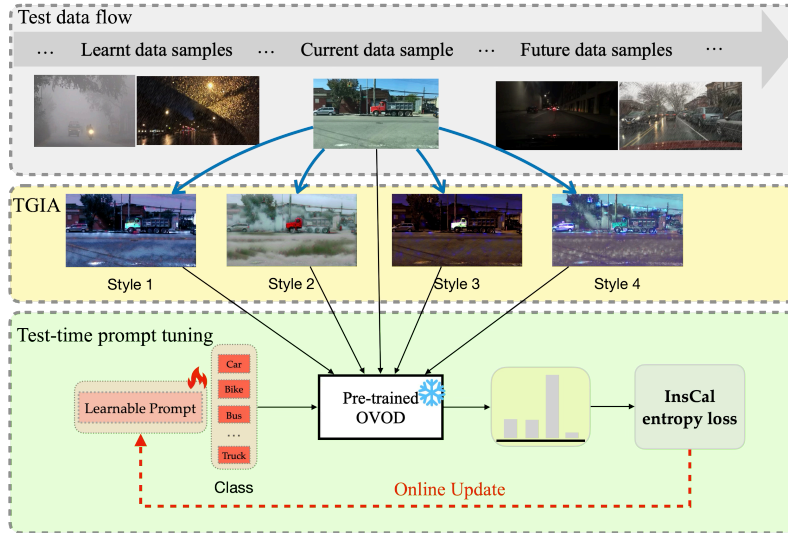 Test data flow
... Learnt data samples ... Current data sample ... Future data samples ...
TGIA
Style 1 Style 2 Style 3 Style 4
Test-time prompt tuning
Learnable Prompt
Car
Bike
Bus
...
Truck
Class
Pre-trained
OVOD
InsCal
entropy loss
Online Update